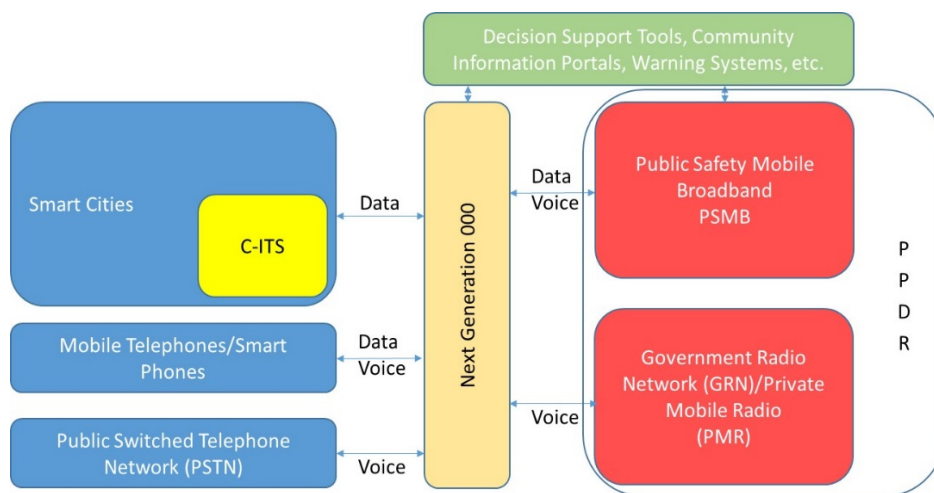 Decision Support Tools, Community
Information Portals, Warning Systems, etc.
Smart Cities
C-ITS
Data
Next Generation 000
Data
Voice
Public Safety Mobile
Broadband
PSMB
P
P
D
R
Mobile Telephones/Smart
Phones
Data
Voice
Government Radio
Network (GRN)/Private
Mobile Radio
(PMR)
Voice
Public Switched Telephone
Network (PSTN)
Voice